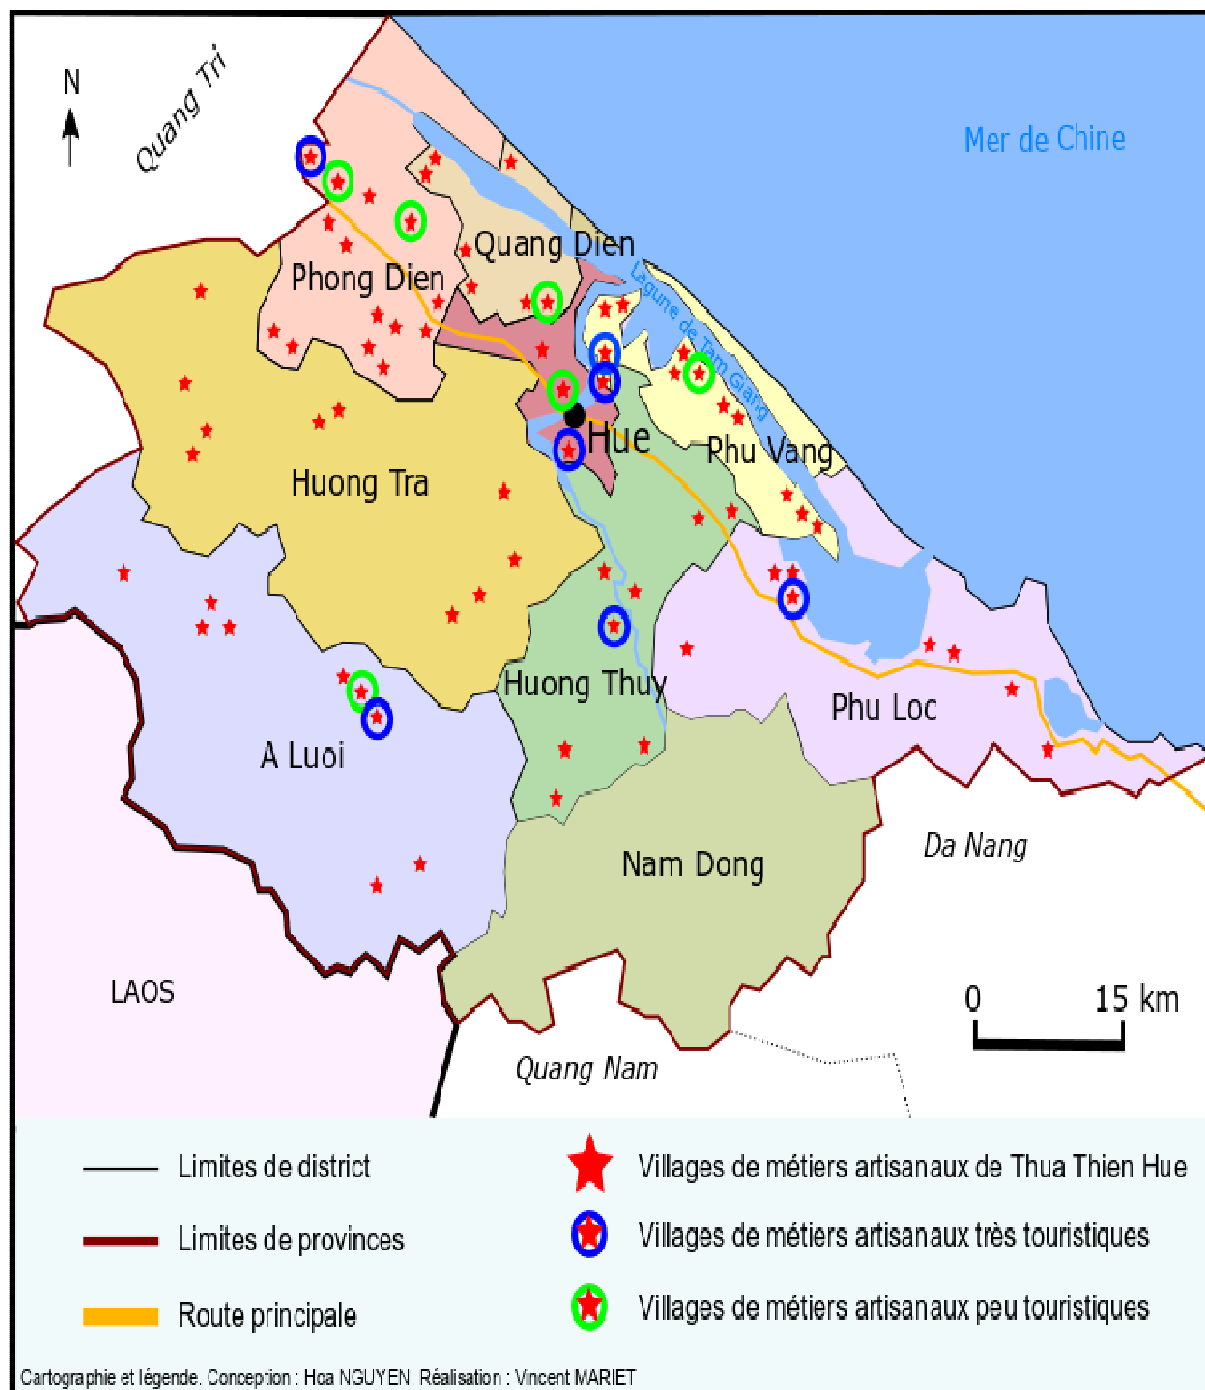 N
Quang Tri
Mer de Chine
Quang Dien
Phong Dien
Lagune de Tam Giang
Hue
Phu Vang
Huong Tra
Huong Thuy
Phu Loc
A Luoi
Nam Dong
Da Nang
LAOS
0 15 km
Quang Nam
Limites de district
Villages de métiers artisanaux de Thua Thien Hue
Limites de provinces
Villages de métiers artisanaux très touristiques
Route principale
Villages de métiers artisanaux peu touristiques
Cartographie et légende. Conception : Hoa NGUYEN Réalisation : Vincent MARIET